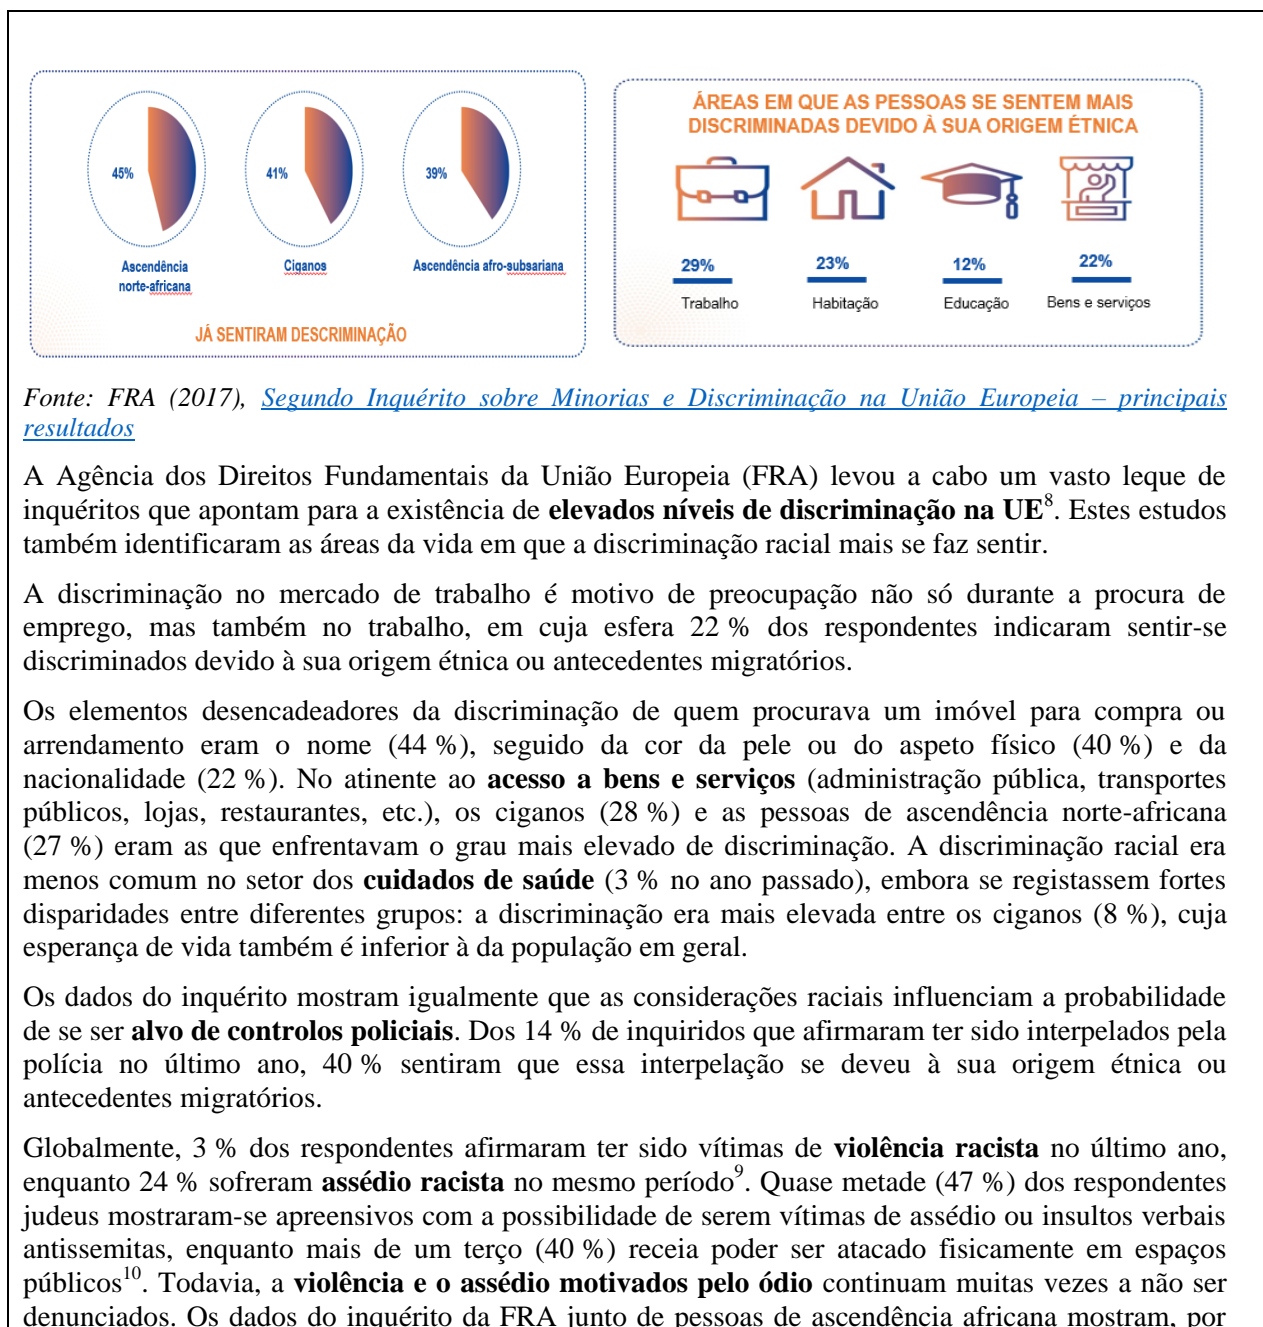 45%
41%
39%
Ascendência
norte-africana
Ciganos
Ascendência afro-subsariana
JÁ SENTIRAM DESCRIMINAÇÃO
ÁREAS EM QUE AS PESSOAS SE SENTEM MAIS
DISCRIMINADAS DEVIDO À SUA ORIGEM ÉTNICA
29%
23%
12%
22%
Trabalho
Habitação
Educação
Bens e serviços
Fonte: FRA (2017), Segundo Inquérito sobre Minorias e Discriminação na União Europeia – principais
resultados
A Agência dos Direitos Fundamentais da União Europeia (FRA) levou a cabo um vasto leque de
inquéritos que apontam para a existência de elevados níveis de discriminação na UE8. Estes estudos
também identificaram as áreas da vida em que a discriminação racial mais se faz sentir.
A discriminação no mercado de trabalho é motivo de preocupação não só durante a procura de
emprego, mas também no trabalho, em cuja esfera 22 % dos respondentes indicaram sentir-se
discriminados devido à sua origem étnica ou antecedentes migratórios.
Os elementos desencadeadores da discriminação de quem procurava um imóvel para compra ou
arrendamento eram o nome (44 %), seguido da cor da pele ou do aspeto físico (40 %) e da
nacionalidade (22 %). No atinente ao acesso a bens e serviços (administração pública, transportes
públicos, lojas, restaurantes, etc.), os ciganos (28 %) e as pessoas de ascendência norte-africana
(27 %) eram as que enfrentavam o grau mais elevado de discriminação. A discriminação racial era
menos comum no setor dos cuidados de saúde (3 % no ano passado), embora se registassem fortes
disparidades entre diferentes grupos: a discriminação era mais elevada entre os ciganos (8 %), cuja
esperança de vida também é inferior à da população em geral.
Os dados do inquérito mostram igualmente que as considerações raciais influenciam a probabilidade
de se ser alvo de controlos policiais. Dos 14 % de inquiridos que afirmaram ter sido interpelados pela
polícia no último ano, 40 % sentiram que essa interpelação se deveu à sua origem étnica ou
antecedentes migratórios.
Globalmente, 3 % dos respondentes afirmaram ter sido vítimas de violência racista no último ano,
enquanto 24 % sofreram assédio racista no mesmo período9. Quase metade (47 %) dos respondentes
judeus mostraram-se apreensivos com a possibilidade de serem vítimas de assédio ou insultos verbais
antissemitas, enquanto mais de um terço (40 %) receia poder ser atacado fisicamente em espaços
públicos10. Todavia, a violência e o assédio motivados pelo ódio continuam muitas vezes a não ser
denunciados. Os dados do inquérito da FRA junto de pessoas de ascendência africana mostram, por